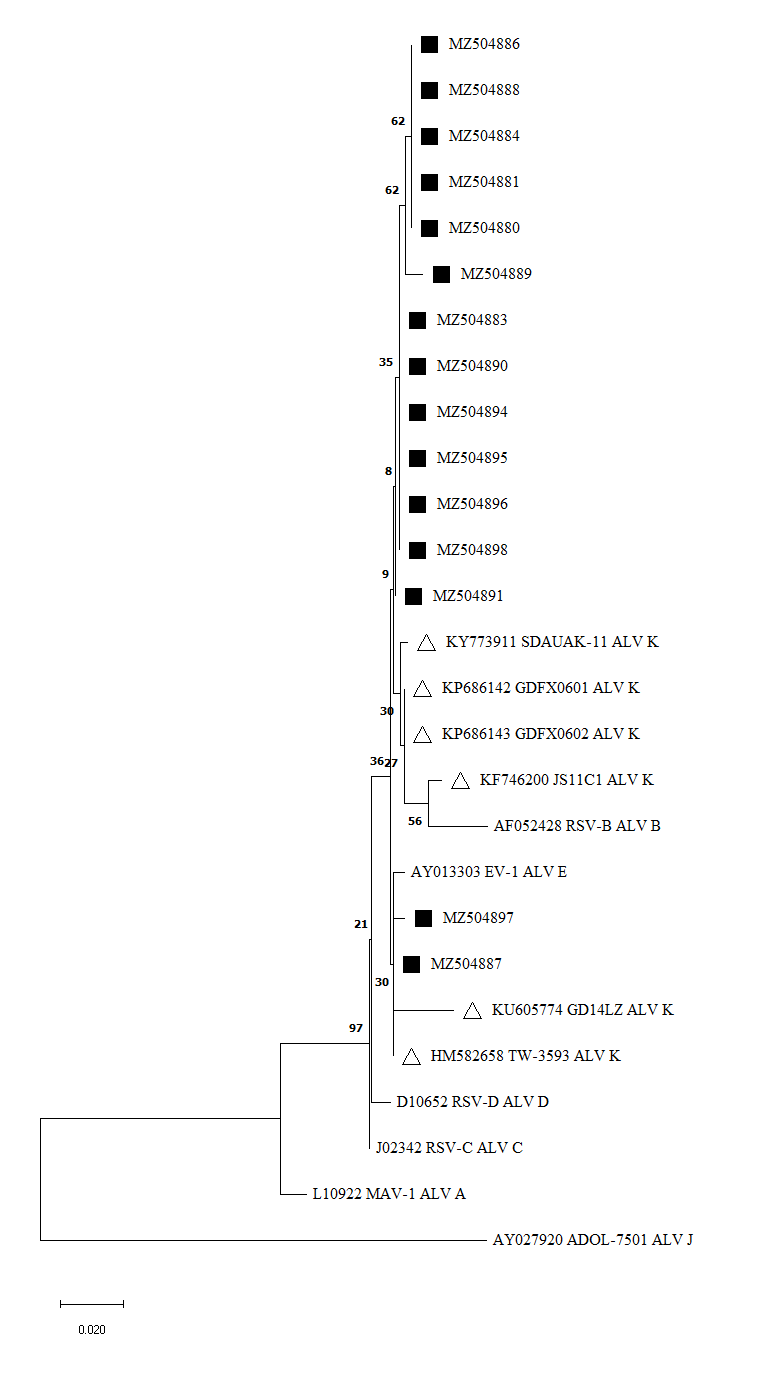 MZ504886
MZ504888
62
MZ504884
MZ504881
62
MZ504880
MZ504889
MZ504883
35
MZ504890
MZ504894
8
MZ504895
MZ504896
MZ504898
9
MZ504891
KY773911 SDAUAK-11 ALV K
KP686142 GDFX0601 ALV K
30
KP686143 GDFX0602 ALV K
36
27
KF746200 JS11C1 ALV K
56
AF052428 RSV-B ALV B
AY013303 EV-1 ALV E
21
MZ504897
MZ504887
30
KU605774 GD14LZ ALV K
97
HM582658 TW-3593 ALV K
D10652 RSV-D ALV D
J02342 RSV-C ALV C
L10922 MAV-1 ALV A
AY027920 ADOL-7501 ALV J
0.020